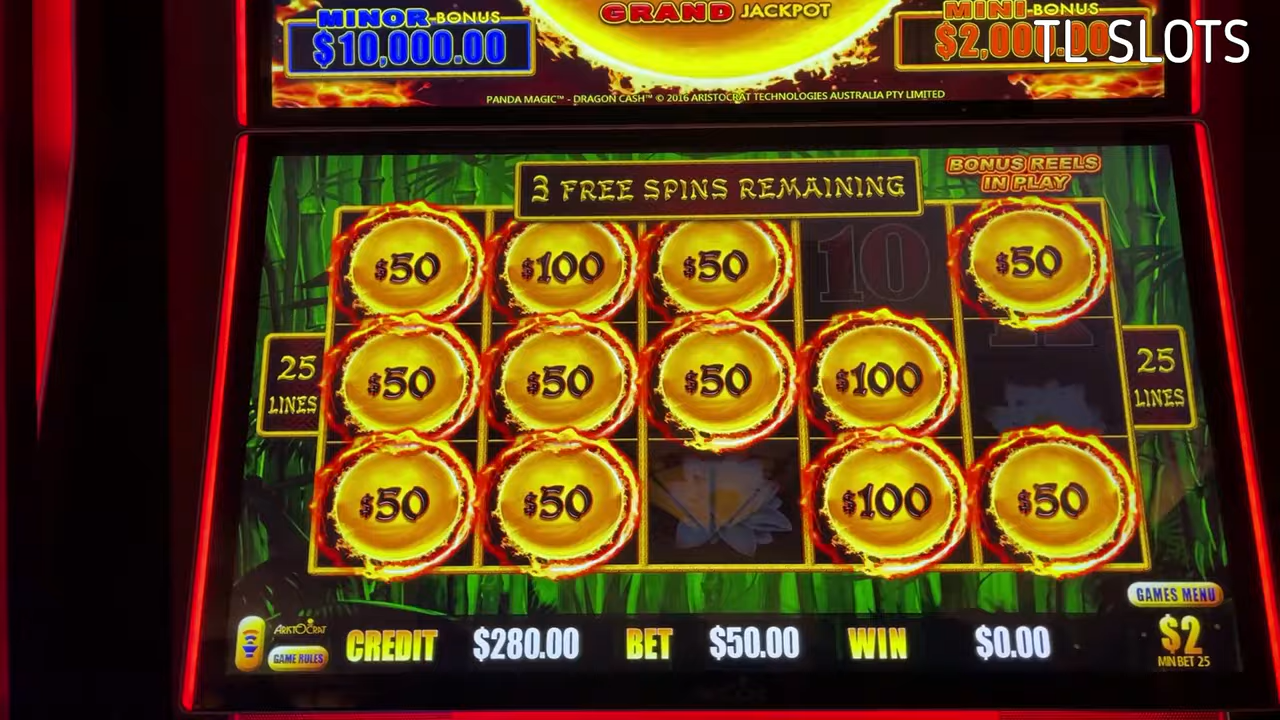 MINOR BONUS
$10,000.00
GRAND JACKPOT
MINI BONUS
TL SLOTS
PANDA MAGIC™ - DRAGON CASH™ © 2016 ARISTOCRAT TECHNOLOGIES AUSTRALIA PTY LIMITED
3 FREE SPINS REMAINING
BONUS REELS
IN PLAY
$50 $100 $50 10 $50
25
LINES
$50 $50 $50 $100
25
LINES
$50 $50 $100 $50
GAMES MENU
ARISTOCRAT
GAME RULES
CREDIT $280.00 BET $50.00 WIN $0.00
$2
MIN BET 25